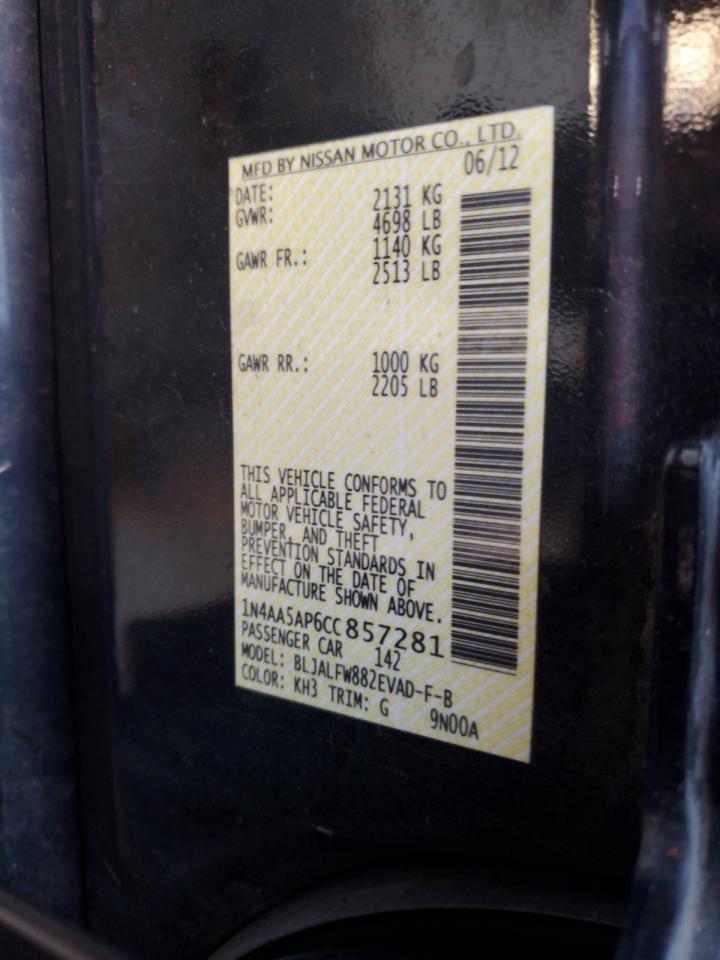 MFD BY NISSAN MOTOR CO., LTD.
DATE: 06/12
GVWR: 2131 KG
4698 LB
GAWR FR.: 1140 KG
2513 LB
GAWR RR.: 1000 KG
2205 LB
THIS VEHICLE CONFORMS TO
ALL APPLICABLE FEDERAL
MOTOR VEHICLE SAFETY,
BUMPER, AND THEFT
PREVENTION STANDARDS IN
EFFECT ON THE DATE OF
MANUFACTURE SHOWN ABOVE.
1N4AA5AP6CC857281
PASSENGER CAR 142
MODEL: BLJALFW882EVAD-F-B
COLOR: KH3 TRIM: G 9N00A